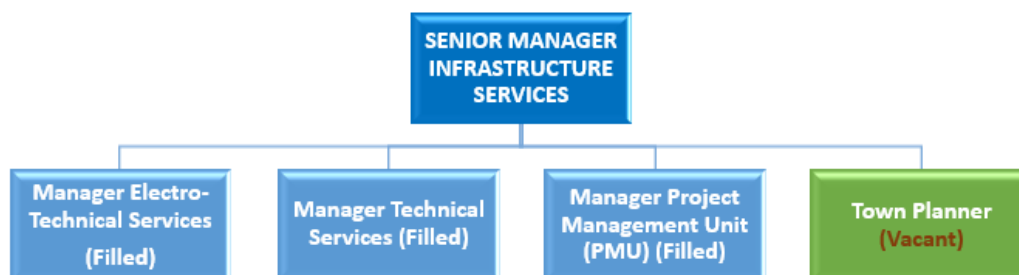 SENIOR MANAGER
INFRASTRUCTURE
SERVICES
Manager Electro-
Technical Services
(Filled)
Manager Technical
Services (Filled)
Manager Project
Management Unit
(PMU) (Filled)
Town Planner
(Vacant)